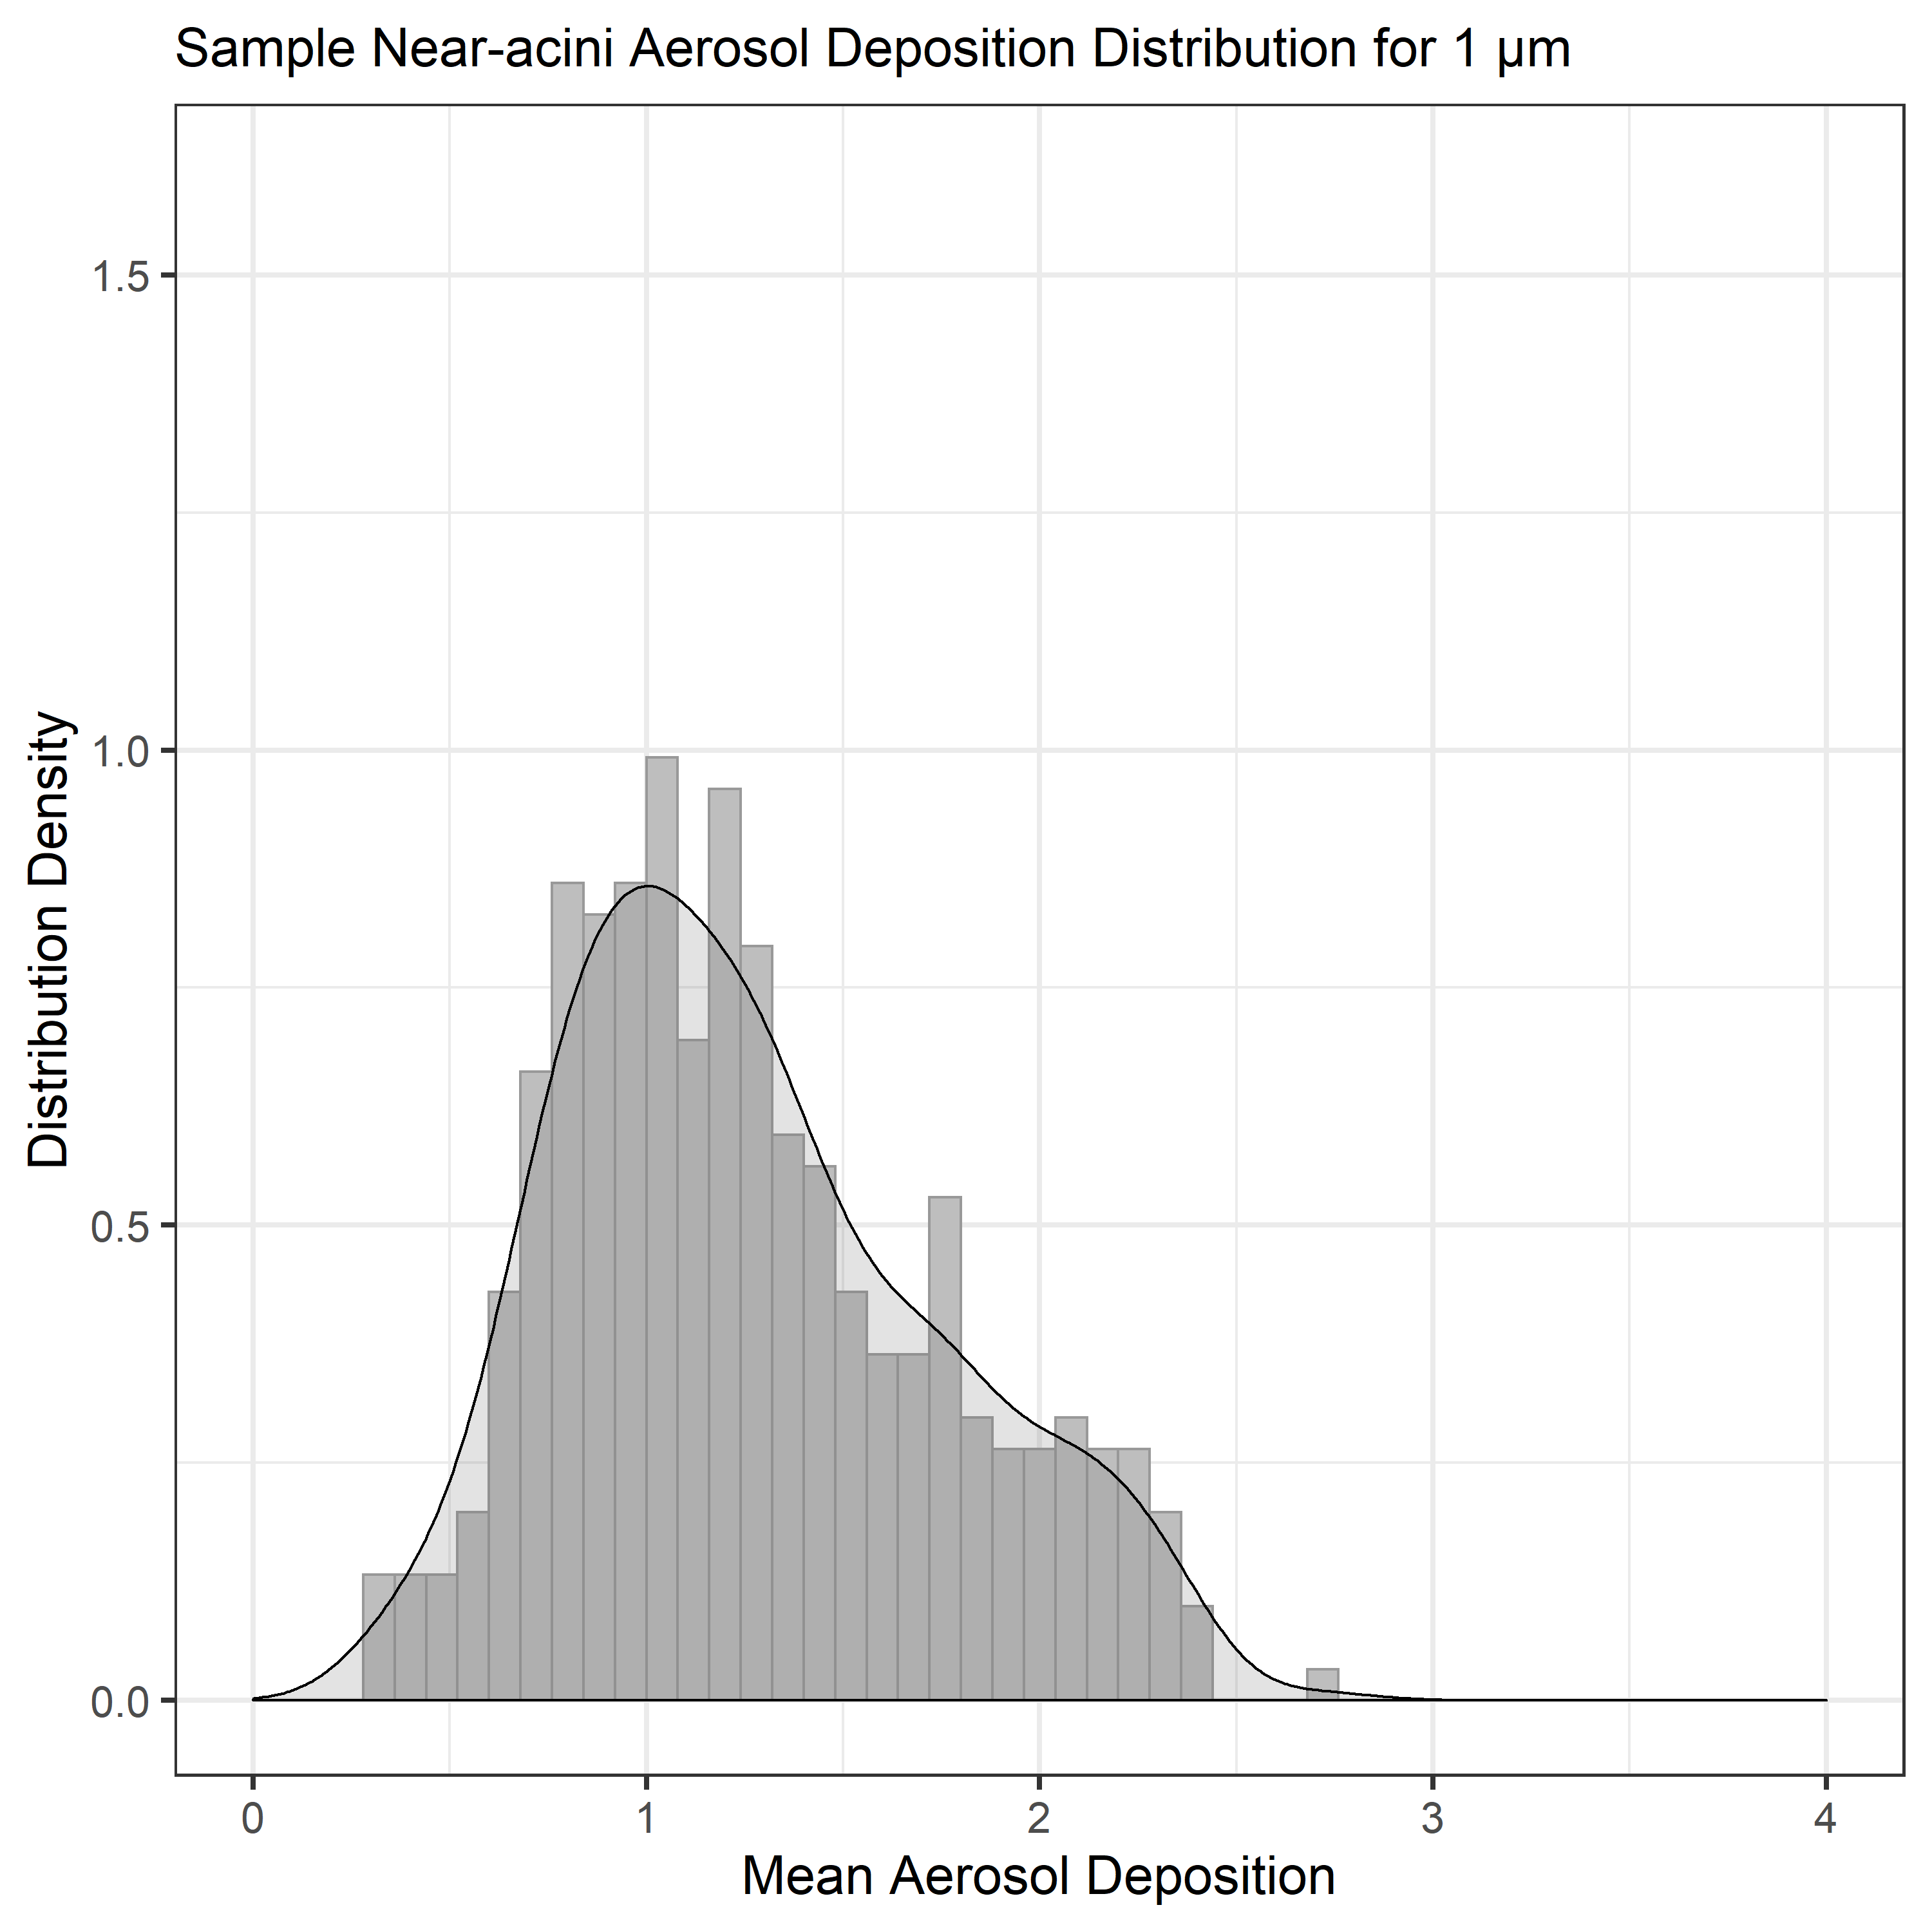 Sample Near-acini Aerosol Deposition Distribution for 1 µm
Distribution Density
1.5
1.0
0.5
0.0
0 1 2 3 4
Mean Aerosol Deposition